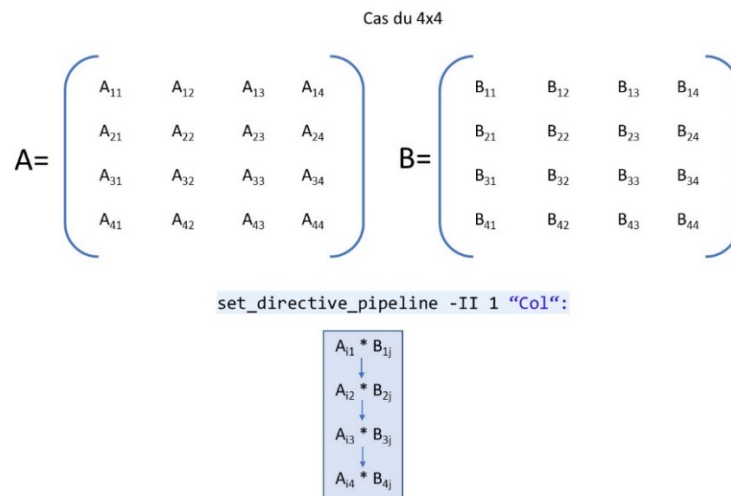 Cas du 4x4
A=
A₁₁ A₁₂ A₁₃ A₁₄
A₂₁ A₂₂ A₂₃ A₂₄
A₃₁ A₃₂ A₃₃ A₃₄
A₄₁ A₄₂ A₄₃ A₄₄
B=
B₁₁ B₁₂ B₁₃ B₁₄
B₂₁ B₂₂ B₂₃ B₂₄
B₃₁ B₃₂ B₃₃ B₃₄
B₄₁ B₄₂ B₄₃ B₄₄
set_directive_pipeline -II 1 “Col“:
Aᵢ₁ * B₁ⱼ
Aᵢ₂ * B₂ⱼ
Aᵢ₃ * B₃ⱼ
Aᵢ₄ * B₄ⱼ